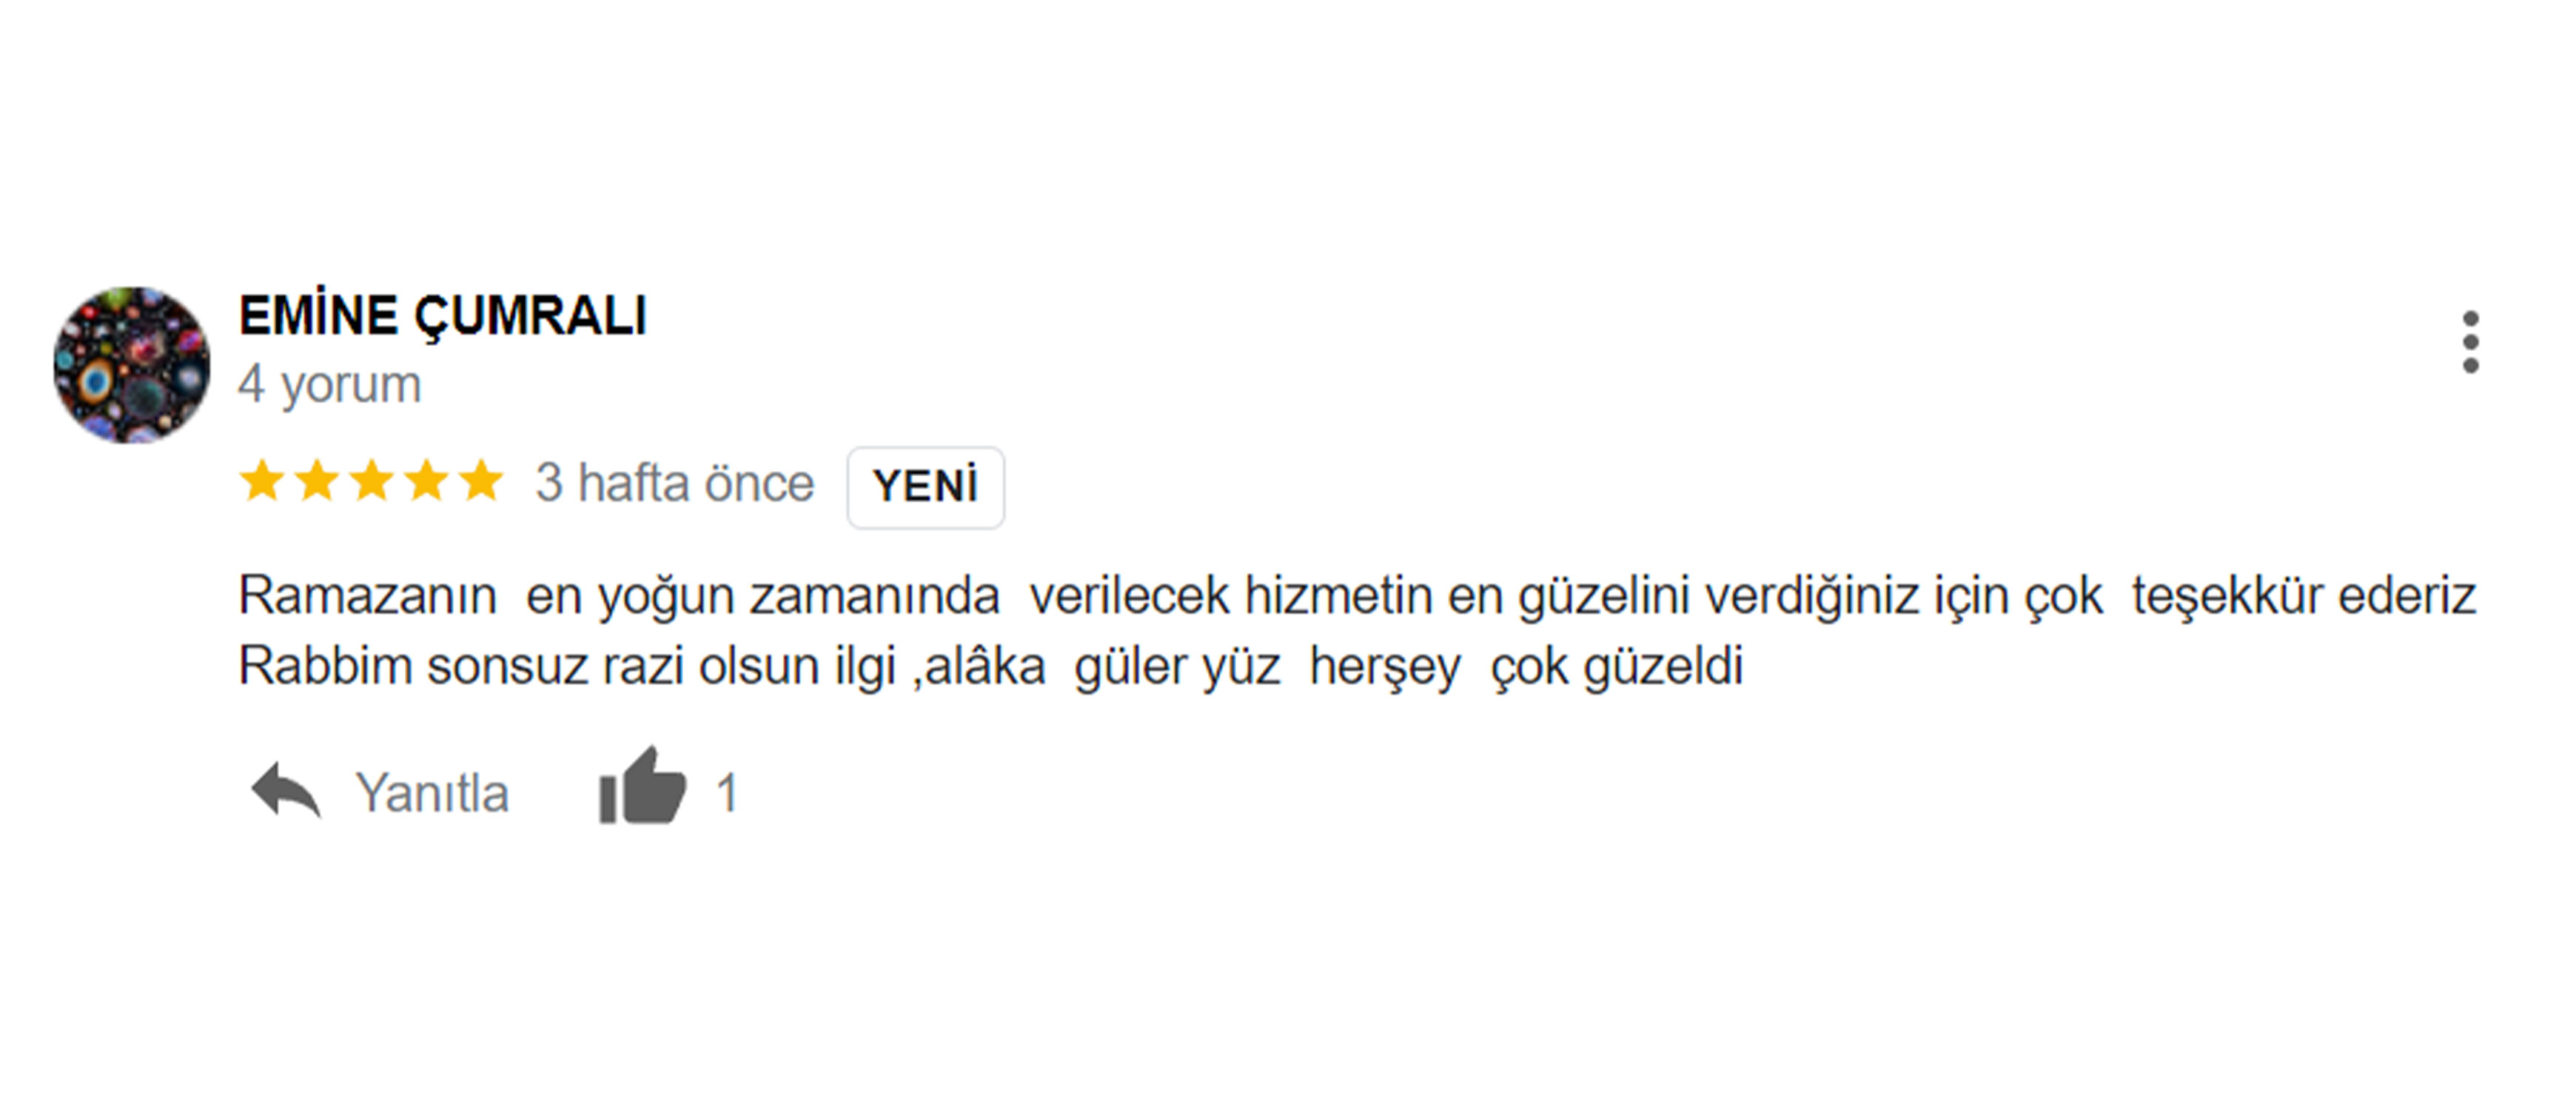 EMİNE ÇUMRALI
4 yorum
3 hafta önce YENİ
Ramazanın  en yoğun zamanında  verilecek hizmetin en güzelini verdiğiniz için çok  teşekkür ederiz
Rabbim sonsuz razi olsun ilgi ,alâka  güler yüz  herşey  çok güzeldi
Yanıtla 1